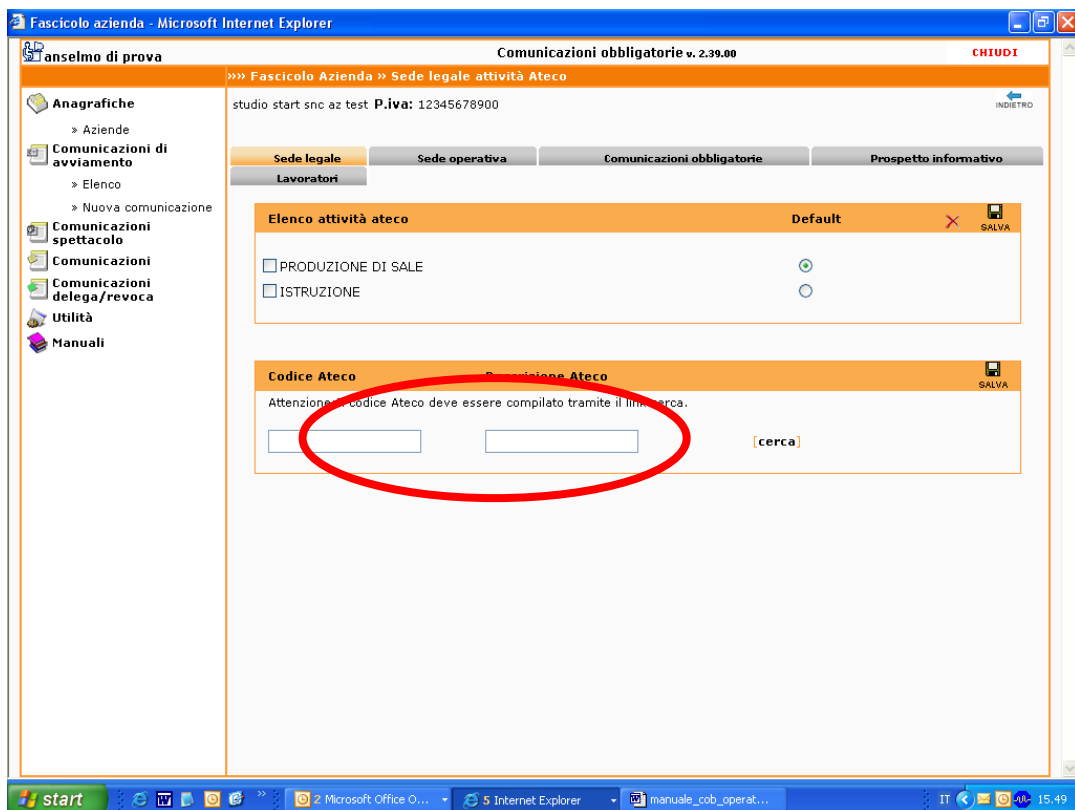 Fascicolo azienda - Microsoft Internet Explorer
anselmo di prova
Comunicazioni obbligatorie v. 2.39.00
CHIUDI
»»» Fascicolo Azienda » Sede legale attività Ateco
Anagrafiche
» Aziende
Comunicazioni di
avviamento
» Elenco
» Nuova comunicazione
Comunicazioni
spettacolo
Comunicazioni
Comunicazioni
delega/revoca
Utilità
Manuali
studio start snc az test P.iva: 12345678900
INDIETRO
Sede legale
Sede operativa
Comunicazioni obbligatorie
Prospetto informativo
Lavoratori
Elenco attività ateco
Default
SALVA
PRODUZIONE DI SALE
ISTRUZIONE
Codice Ateco
Descrizione Ateco
SALVA
Attenzione codice Ateco deve essere compilato tramite il link cerca.
[cerca]
start
»
2 Microsoft Office O...
5 Internet Explorer
manuale_cob_operat...
IT
15.49